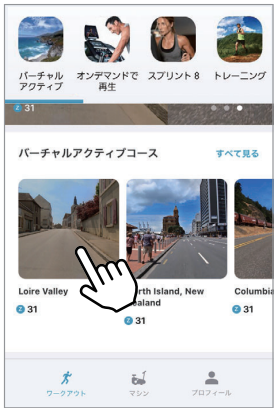 バーチャル
アクティブ
オンデマンドで
再生
スプリント 8
トレーニング
31
バーチャルアクティブコース
すべて見る
Loire Valley
31
rth Island, New
ealand
31
Columbia
31
ワークアウト
マシン
プロフィール